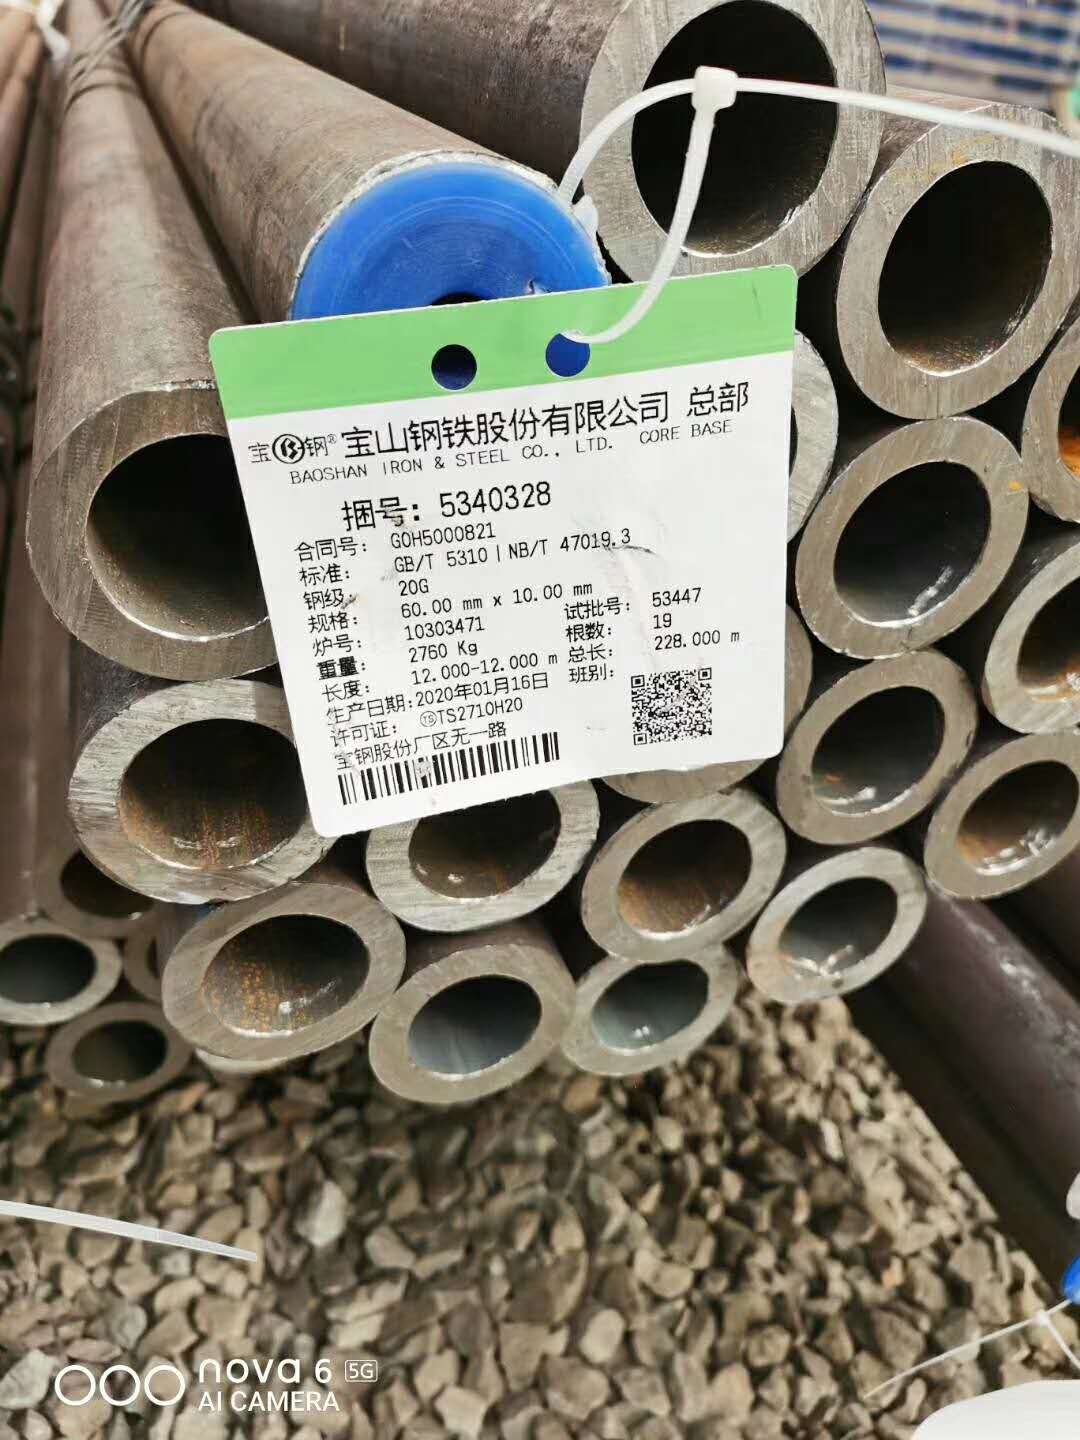 宝钢® 宝山钢铁股份有限公司 总部
BAOSHAN IRON & STEEL CO., LTD. CORE BASE
捆号: 5340328
合同号: GOH5000821
标准: GB/T 5310|NB/T 47019.3
钢级: 20G
规格: 60.00 mm x 10.00 mm
炉号: 10303471 试批号: 53447
重量: 2760 Kg 根数: 19
长度: 12.000-12.000 m 总长: 228.000 m
生产日期:2020年01月16日 班别:
许可证: TSTS2710H20
宝钢股份厂区无一路
nova 6 5G
AI CAMERA